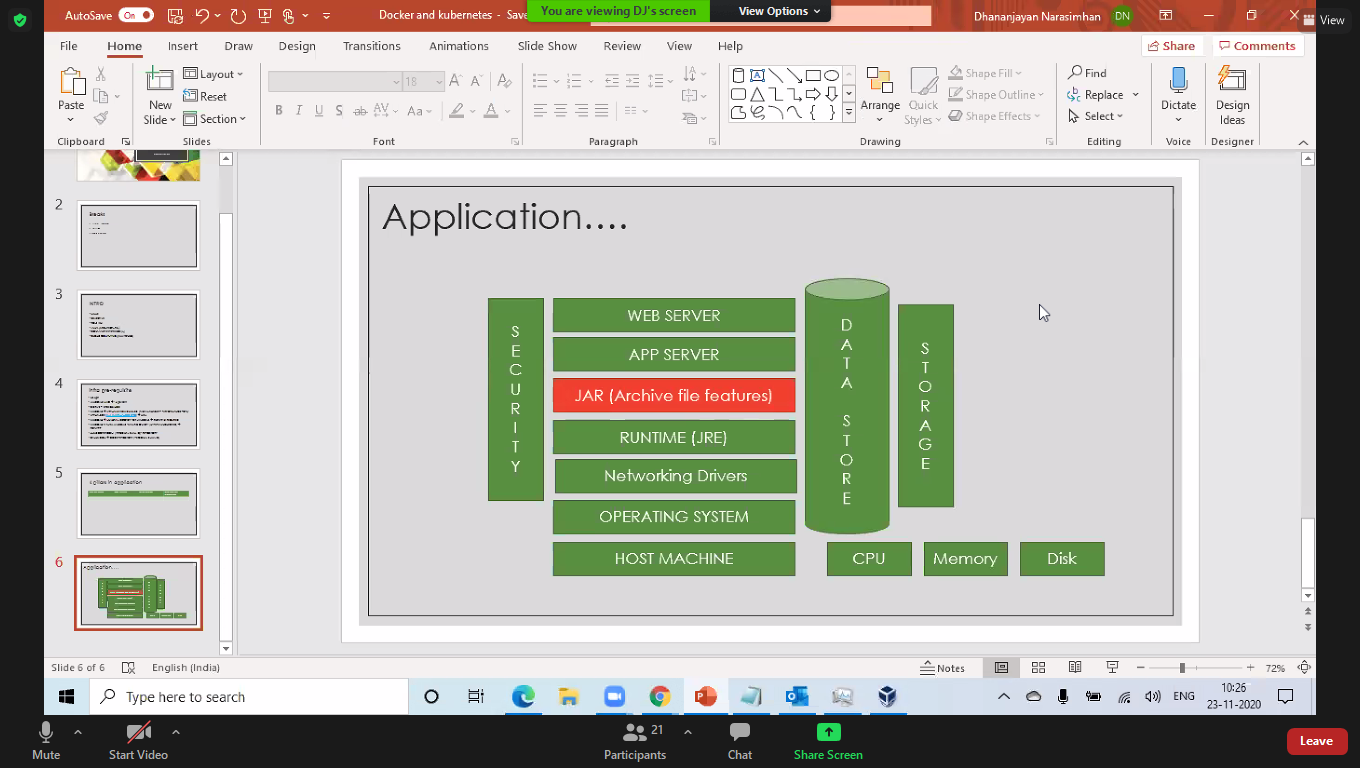 You are viewing DJ's screen
View Options
View
AutoSave On
Docker and kubernetes - Save
Dhananjayan Narasimhan
DN
File Home Insert Draw Design Transitions Animations Slide Show Review View Help
Share
Comments
Paste
New
Slide
Layout
Reset
Section
18
Aa
Arrange
Quick
Styles
Shape Fill
Shape Outline
Shape Effects
Find
Replace
Select
Dictate
Design
Ideas
Clipboard
Slides
Font
Paragraph
Drawing
Editing
Voice
Designer
2
Breaks
3
4
Infra pre-requisite
5
6
Application....
Application....
SECURITY
WEB SERVER
APP SERVER
JAR (Archive file features)
RUNTIME (JRE)
Networking Drivers
OPERATING SYSTEM
HOST MACHINE
DATA STORE
STORAGE
CPU
Memory
Disk
Slide 6 of 6
English (India)
Notes
72%
Type here to search
ENG
10:26
23-11-2020
Mute
Start Video
Participants
21
Chat
Share Screen
Leave